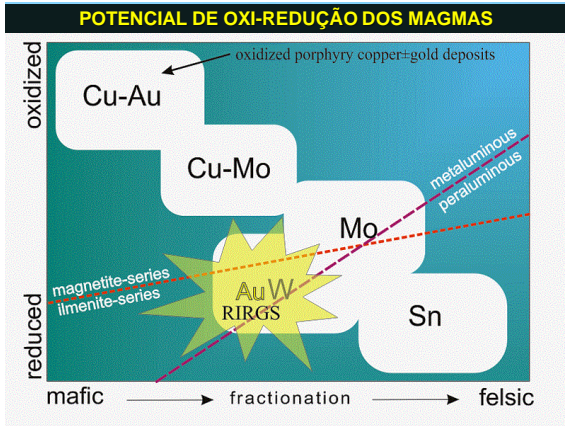 POTENCIAL DE OXI-REDUÇÃO DOS MAGMAS
oxidized
oxidized porphyry copper±gold deposits
Cu-Au
Cu-Mo
metaluminous
peraluminous
Mo
magnetite-series
ilmenite-series
Au W
RIRGS
Sn
reduced
mafic
fractionation
felsic